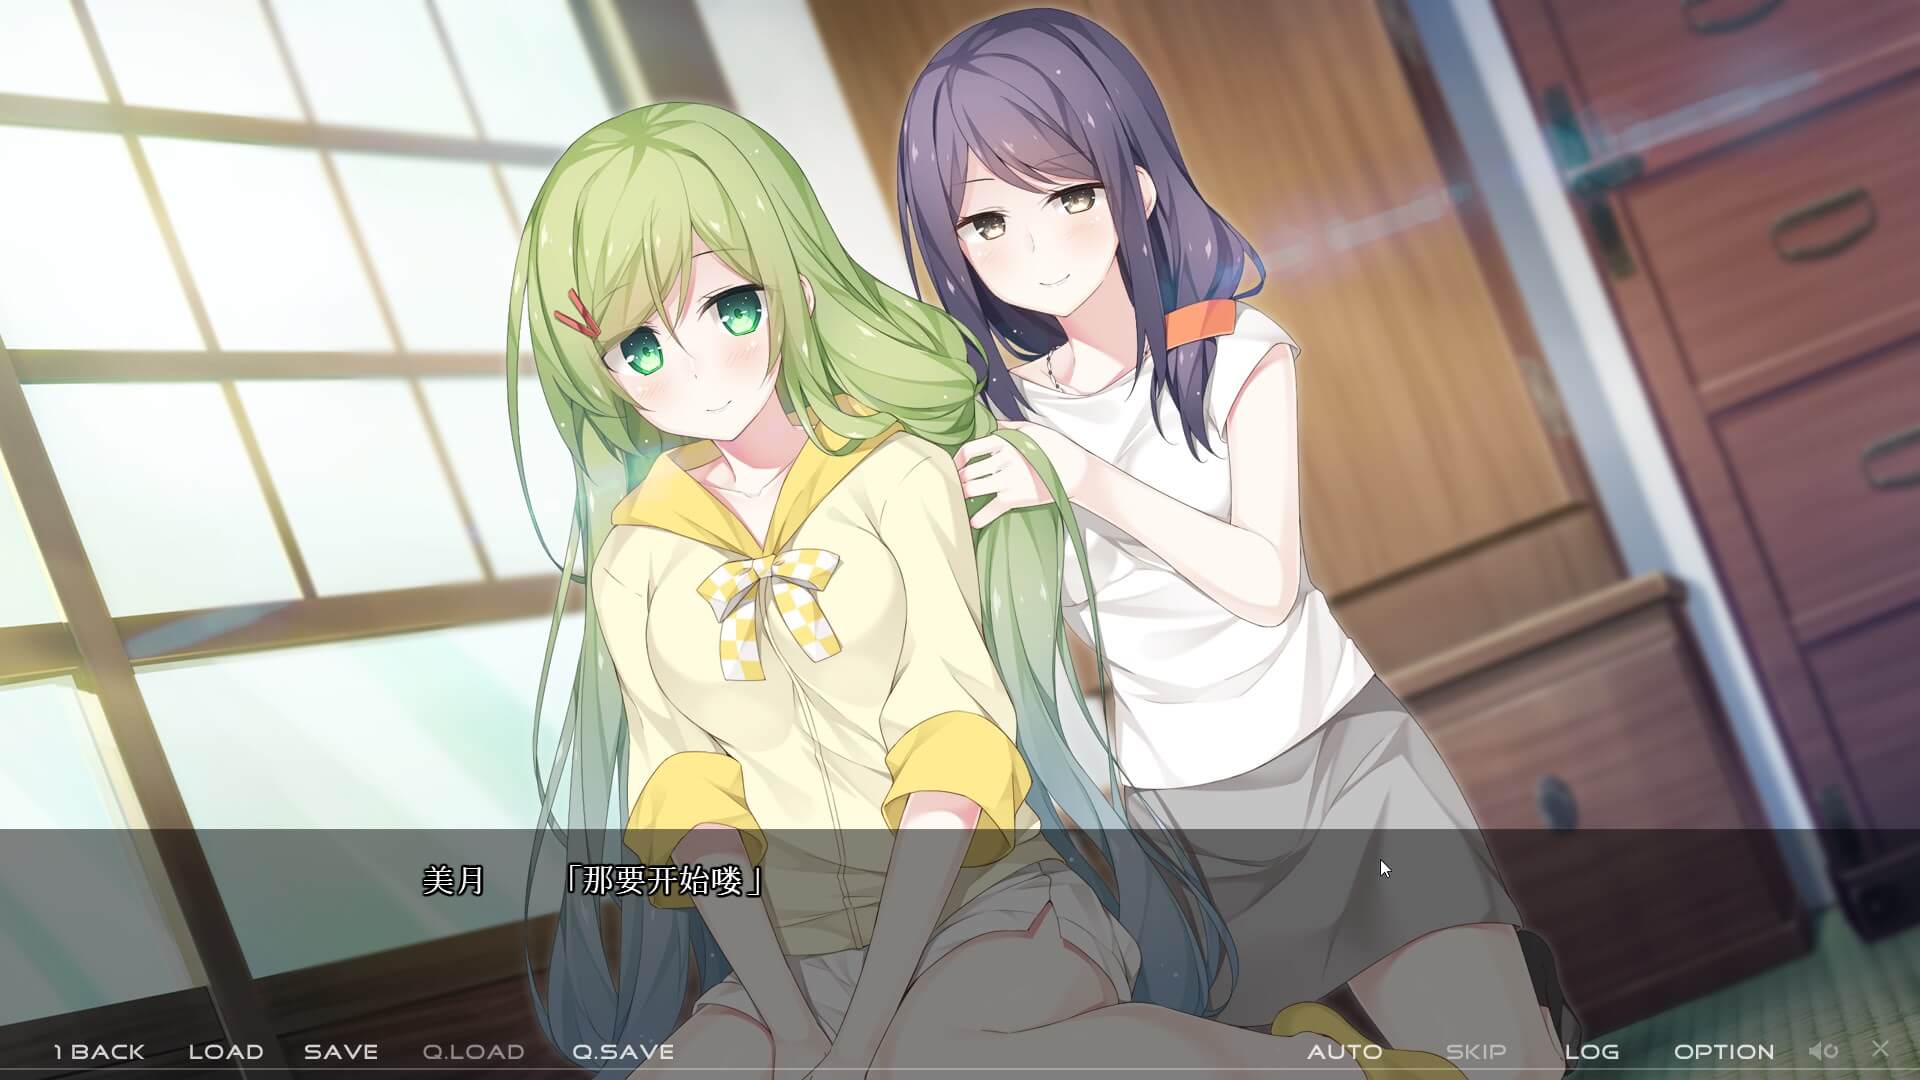 美月 「那要开始喽」
1 BACK LOAD SAVE Q.LOAD Q.SAVE AUTO SKIP LOG OPTION